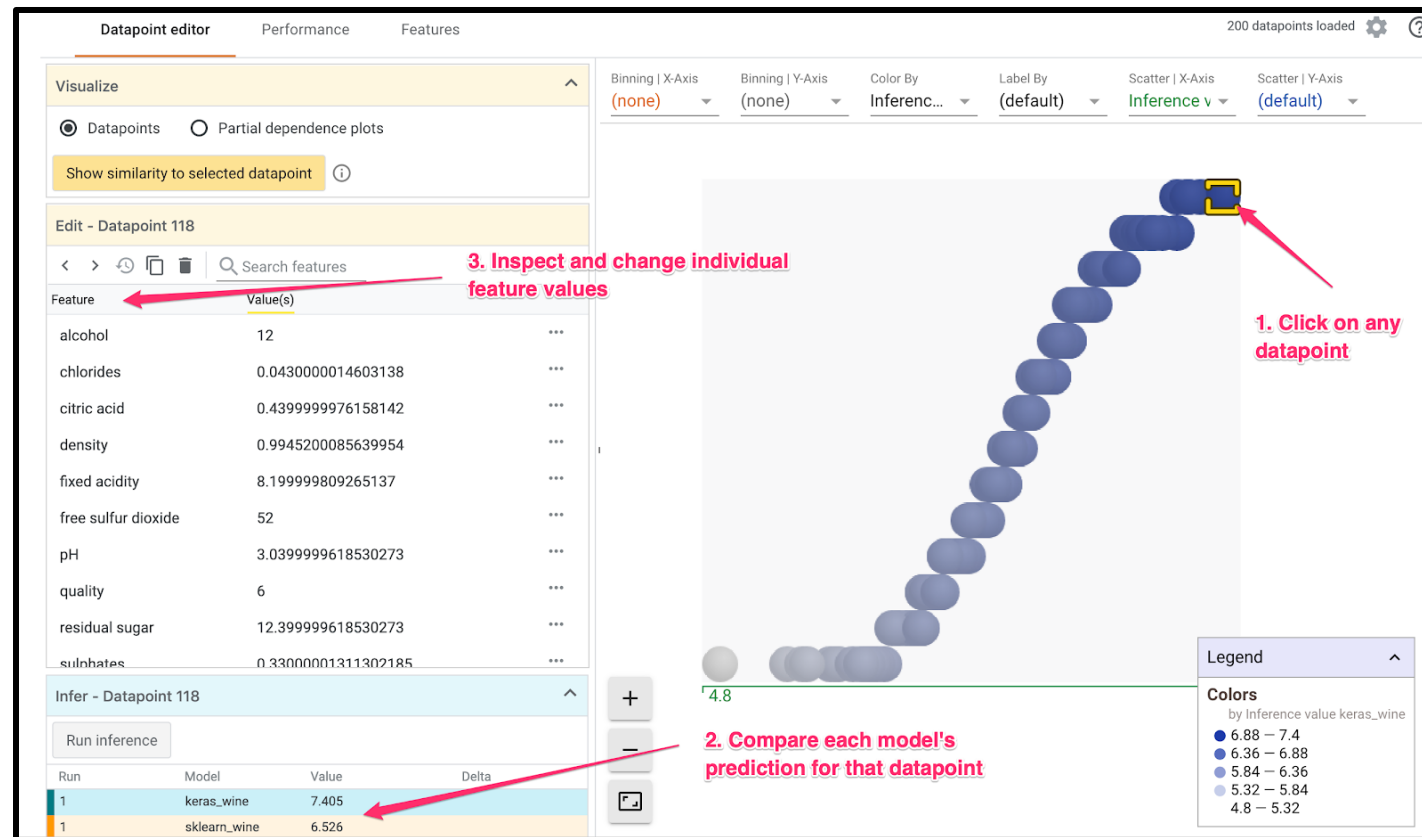 Datapoint editor Performance Features 200 datapoints loaded
Visualize
Datapoints Partial dependence plots
Show similarity to selected datapoint
Edit - Datapoint 118
Search features
Feature Value(s)
alcohol 12
chlorides 0.0430000014603138
citric acid 0.4399999976158142
density 0.9945200085639954
fixed acidity 8.199999809265137
free sulfur dioxide 52
pH 3.0399999618530273
quality 6
residual sugar 12.399999618530273
sulphates 0.33000001311302185
3. Inspect and change individual
feature values
Infer - Datapoint 118
Run inference
Run Model Value Delta
1 keras_wine 7.405
1 sklearn_wine 6.526
2. Compare each model's
prediction for that datapoint
Binning | X-Axis Binning | Y-Axis Color By Label By Scatter | X-Axis Scatter | Y-Axis
(none) (none) Inferenc... (default) Inference v (default)
1. Click on any
datapoint
4.8
Legend
Colors
by Inference value keras_wine
6.88 — 7.4
6.36 — 6.88
5.84 — 6.36
5.32 — 5.84
4.8 — 5.32